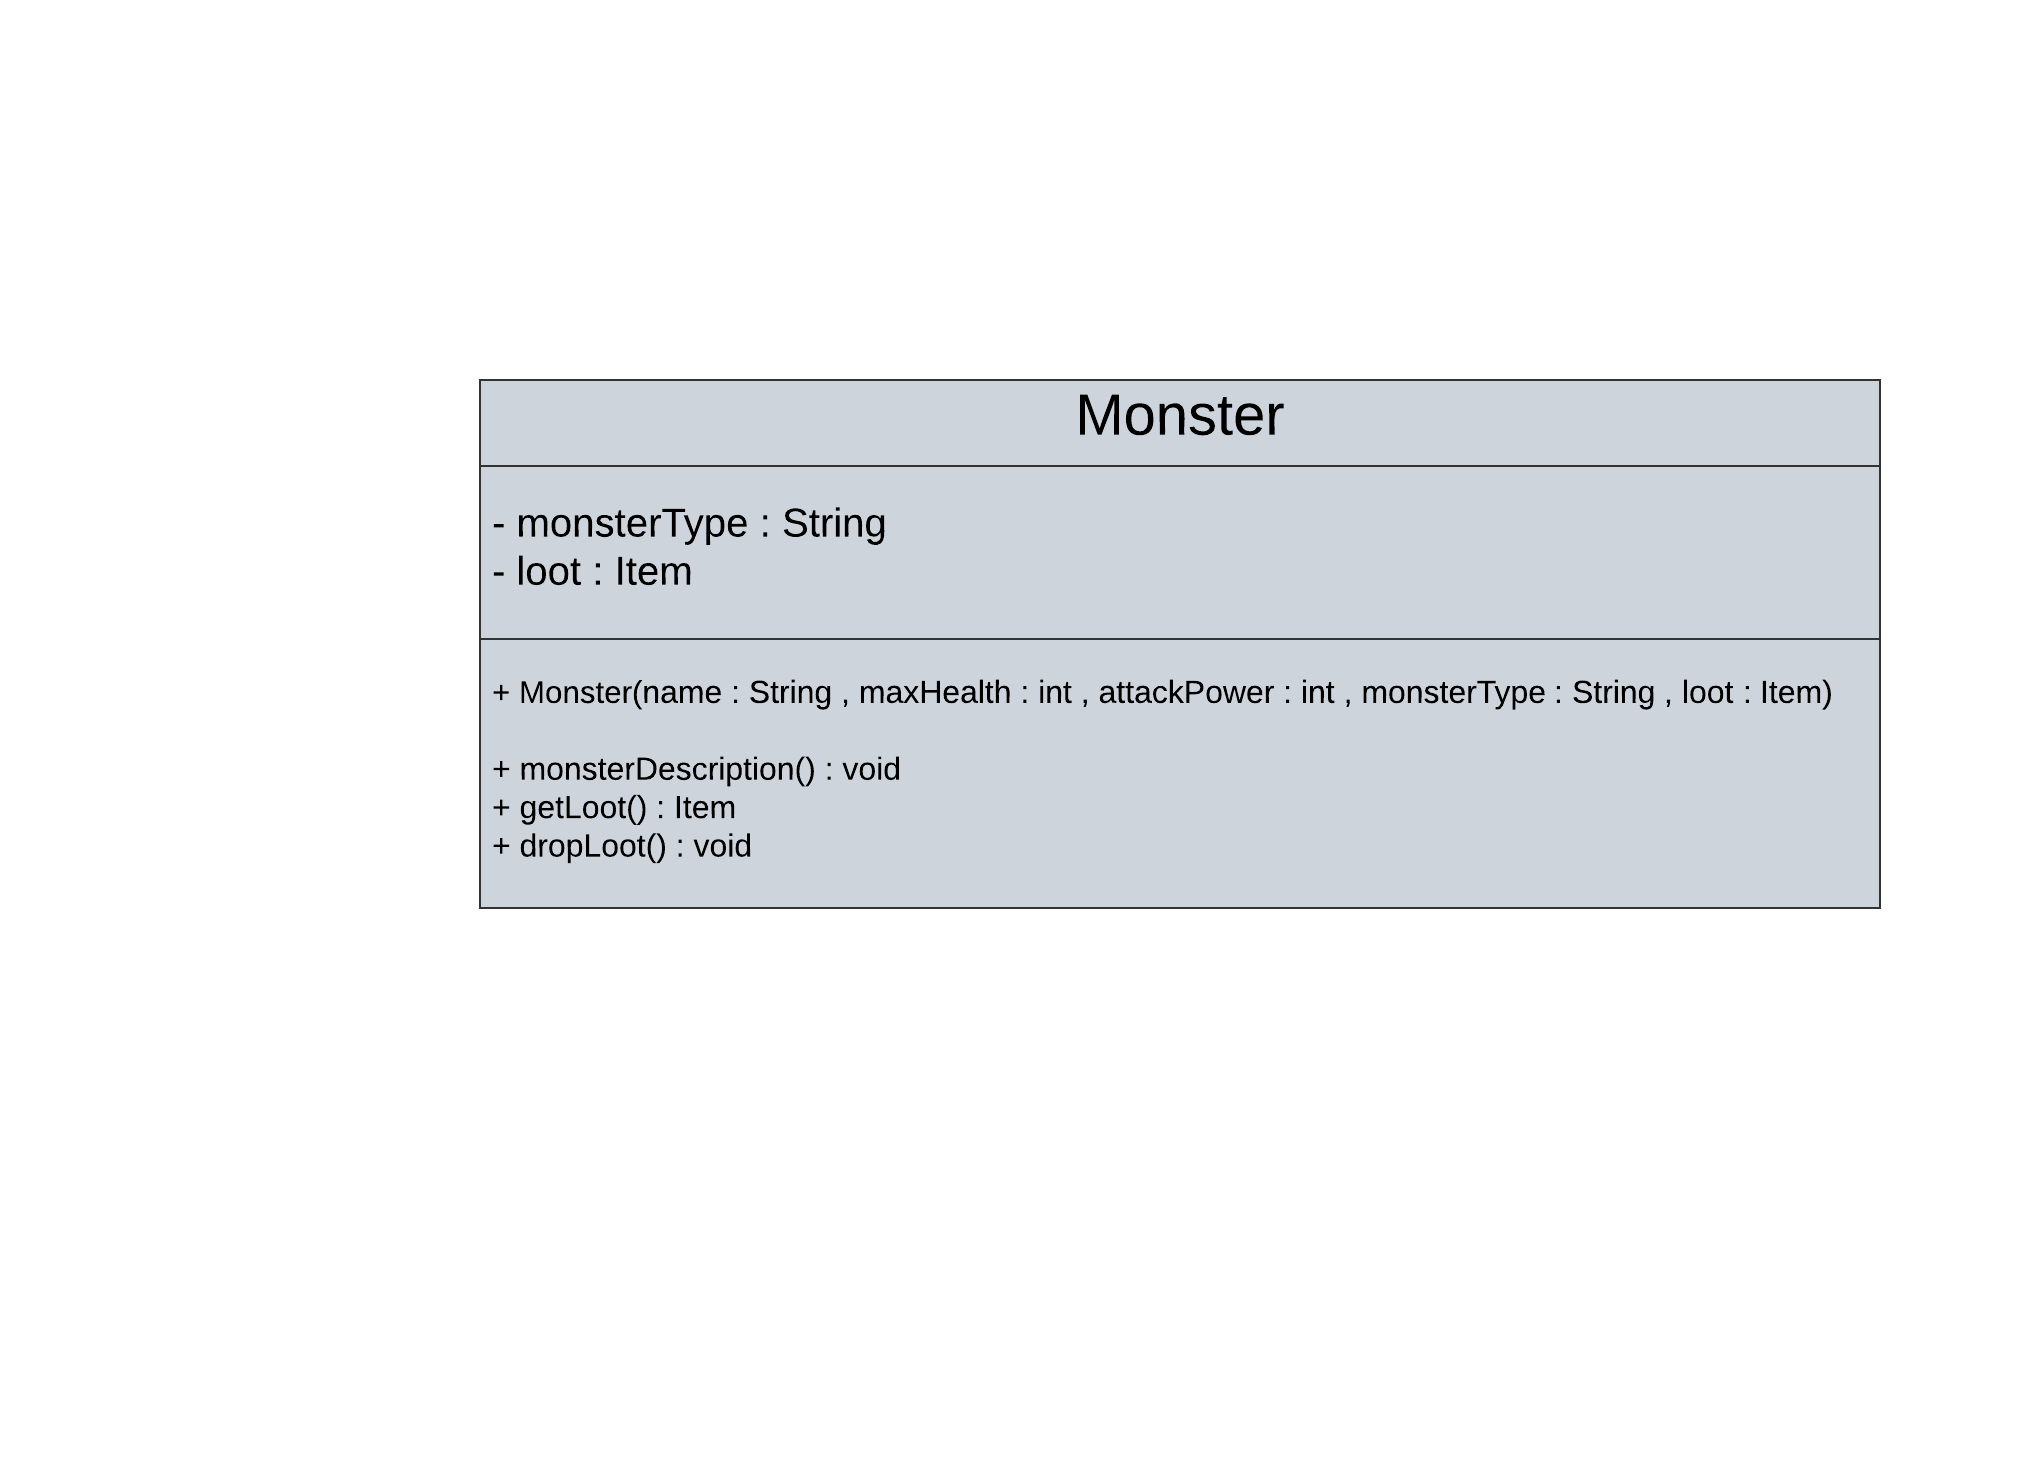 Monster
- monsterType : String
- loot : Item
+ Monster(name : String , maxHealth : int , attackPower : int , monsterType : String , loot : Item)
+ monsterDescription() : void
+ getLoot() : Item
+ dropLoot() : void